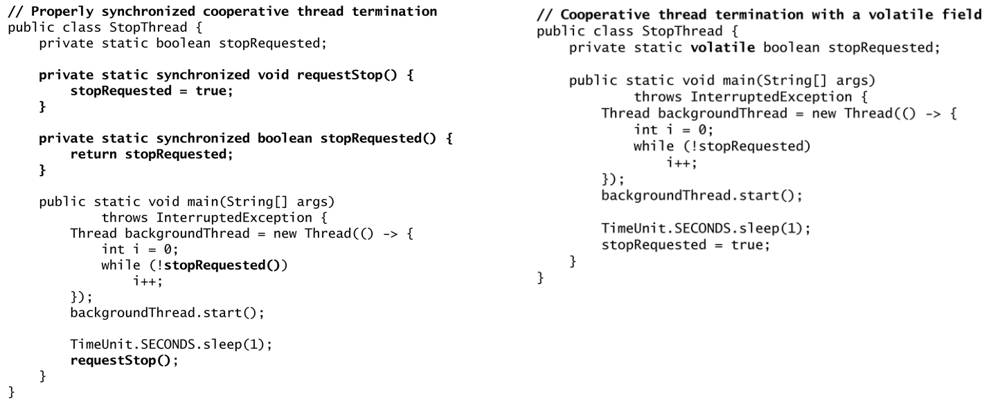 // Properly synchronized cooperative thread termination
public class StopThread {
    private static boolean stopRequested;

    private static synchronized void requestStop() {
        stopRequested = true;
    }

    private static synchronized boolean stopRequested() {
        return stopRequested;
    }

    public static void main(String[] args)
            throws InterruptedException {
        Thread backgroundThread = new Thread(() -> {
            int i = 0;
            while (!stopRequested())
                i++;
        });
        backgroundThread.start();

        TimeUnit.SECONDS.sleep(1);
        requestStop();
    }
}
// Cooperative thread termination with a volatile field
public class StopThread {
    private static volatile boolean stopRequested;

    public static void main(String[] args)
            throws InterruptedException {
        Thread backgroundThread = new Thread(() -> {
            int i = 0;
            while (!stopRequested)
                i++;
        });
        backgroundThread.start();

        TimeUnit.SECONDS.sleep(1);
        stopRequested = true;
    }
}